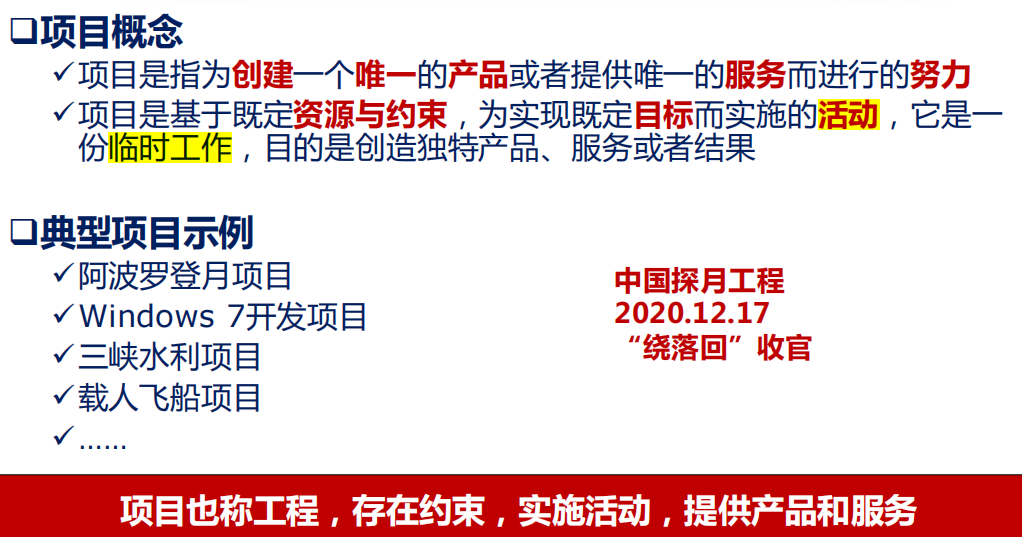 项目概念
项目是指为创建一个唯一的产品或者提供唯一的服务而进行的努力
项目是基于既定资源与约束，为实现既定目标而实施的活动，它是一
份临时工作，目的是创造独特产品、服务或者结果
典型项目示例
阿波罗登月项目
Windows 7开发项目
三峡水利项目
载人飞船项目
……
中国探月工程
2020.12.17
“绕落回”收官
项目也称工程，存在约束，实施活动，提供产品和服务